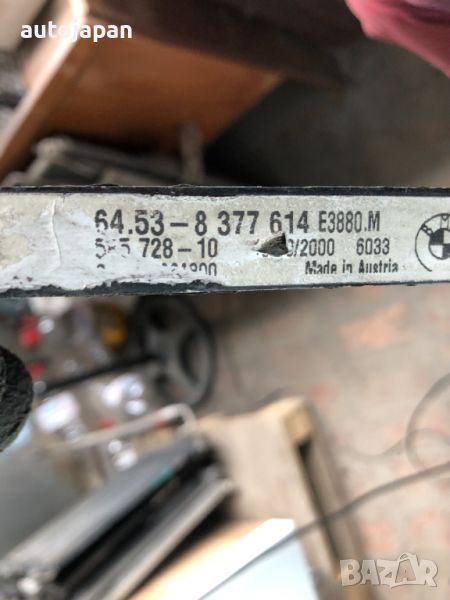 autojapan
64.53-8 377 614 E3880.M
728-10 /2000 6033
Made in Austria
BAZAR